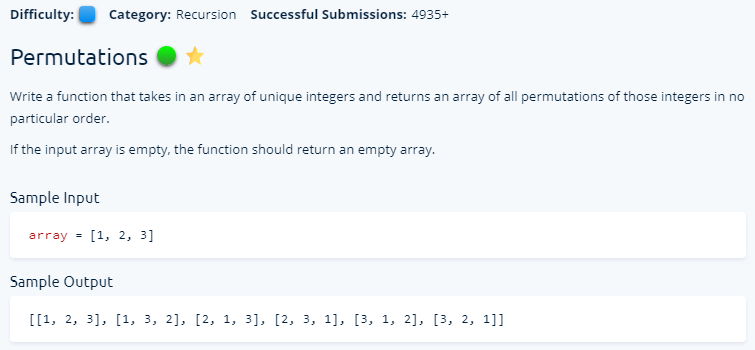 Difficulty: Category: Recursion Successful Submissions: 4935+
Permutations
Write a function that takes in an array of unique integers and returns an array of all permutations of those integers in no
particular order.
If the input array is empty, the function should return an empty array.
Sample Input
array = [1, 2, 3]
Sample Output
[[1, 2, 3], [1, 3, 2], [2, 1, 3], [2, 3, 1], [3, 1, 2], [3, 2, 1]]